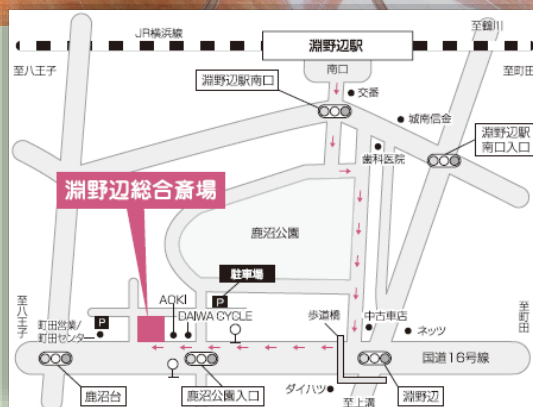 JR横浜線
淵野辺駅
至鶴川
至八王子
南口
至町田
淵野辺駅南口
交番
城南信金
淵野辺駅
南口入口
歯科医院
淵野辺総合斎場
鹿沼公園
駐車場
至八王子
P
AOKI
P
DAIWA CYCLE
歩道橋
中古車店
至町田
町田営業/
町田センター
ネッツ
国道16号線
鹿沼台
鹿沼公園入口
ダイハツ
至上溝
淵野辺